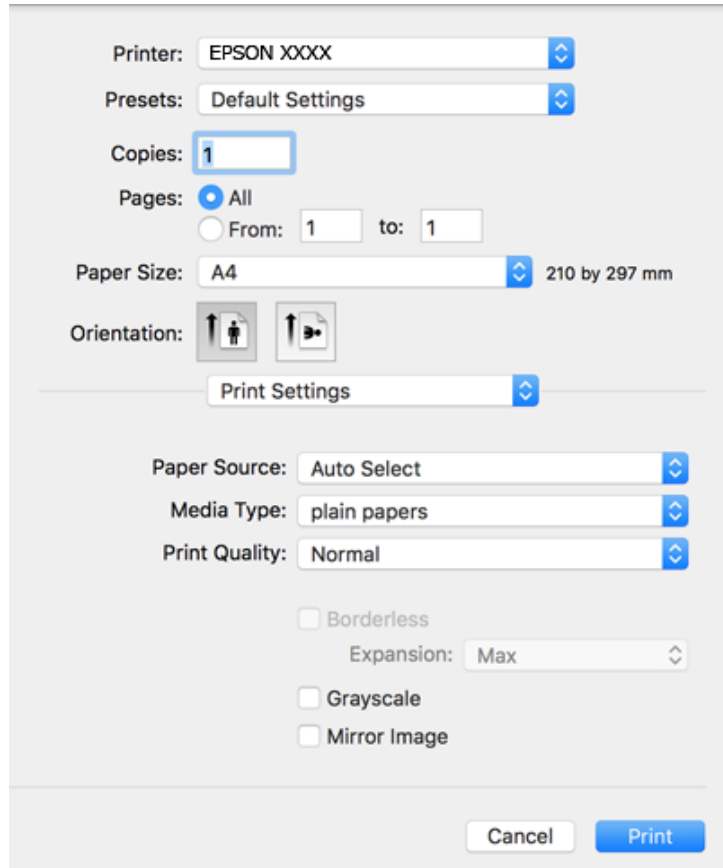 Printer: EPSON XXXX
Presets: Default Settings
Copies: 1
Pages: All
From: 1 to: 1
Paper Size: A4 210 by 297 mm
Orientation:
Print Settings
Paper Source: Auto Select
Media Type: plain papers
Print Quality: Normal
Borderless
Expansion: Max
Grayscale
Mirror Image
Cancel Print